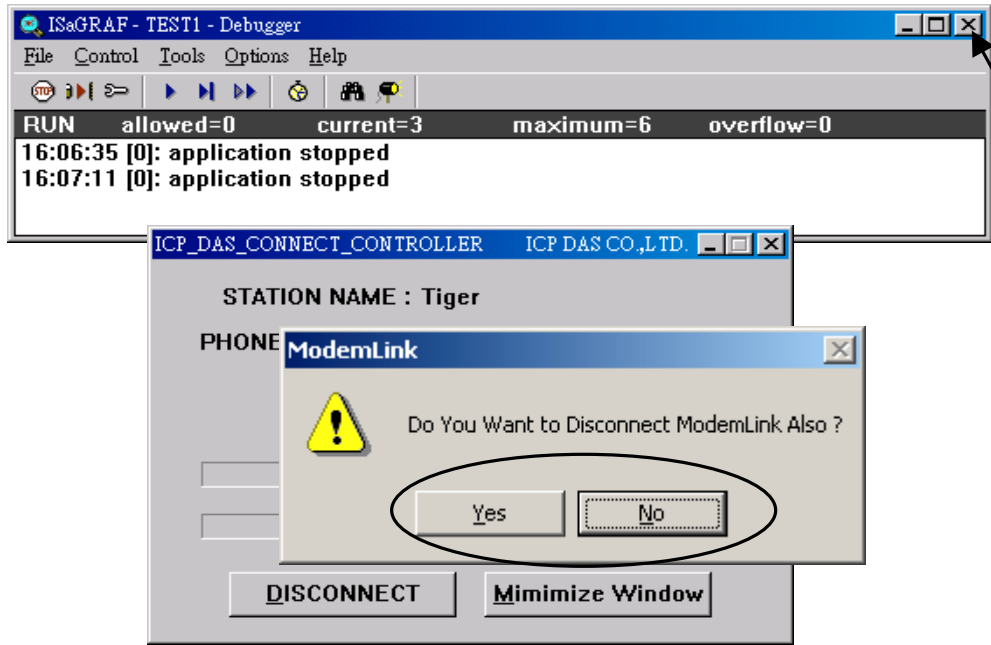 ISaGRAF - TEST1 - Debugger
File Control Tools Options Help
STOP
RUN allowed=0 current=3 maximum=6 overflow=0
16:06:35 [0]: application stopped
16:07:11 [0]: application stopped
ICP_DAS_CONNECT_CONTROLLER ICP DAS CO.,LTD.
STATION NAME : Tiger
PHONE
ModemLink
Do You Want to Disconnect ModemLink Also ?
Yes No
DISCONNECT Mimimize Window